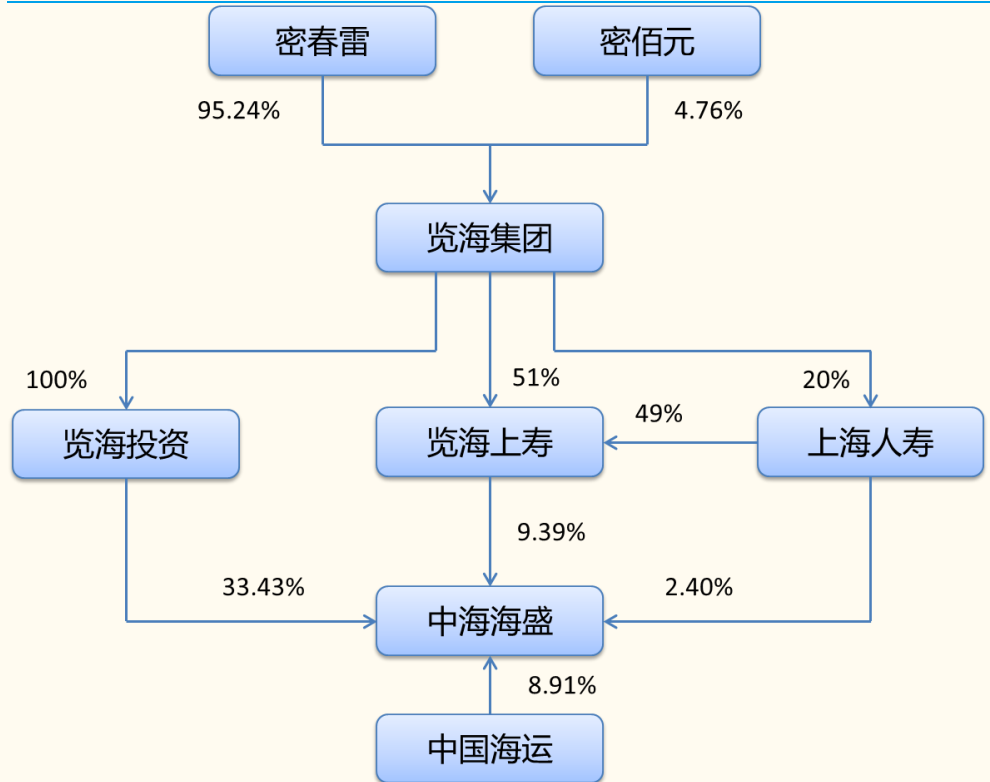 密春雷
密佰元
95.24%
4.76%
览海集团
100%
51%
20%
览海投资
览海上寿
49%
上海人寿
9.39%
33.43%
2.40%
中海海盛
8.91%
中国海运